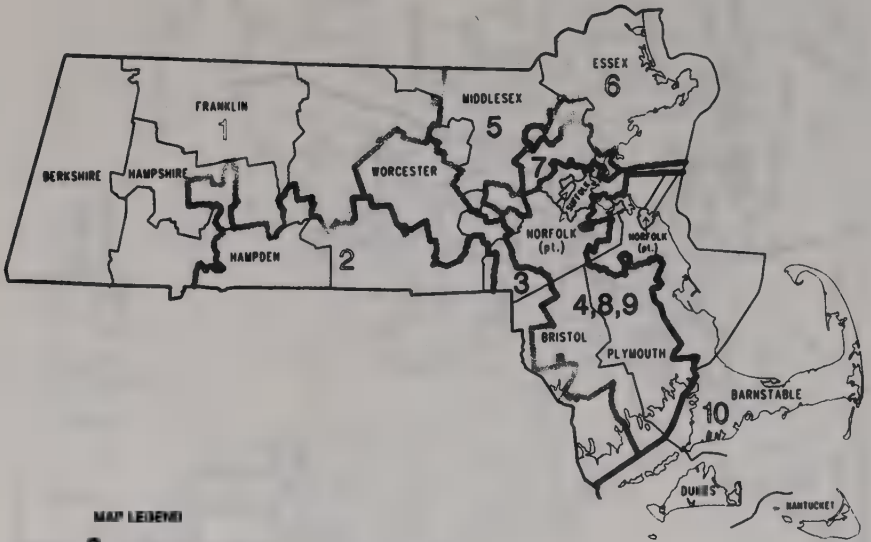 ESSEX
6
MIDDLESEX
5
FRANKLIN
1
7
BERKSHIRE
HAMPSHIRE
WORCESTER
SUFFOLK
NORFOLK
(pt.)
NORFOLK
(pt.)
HAMPDEN
2
3
4,8,9
BRISTOL
PLYMOUTH
BARNSTABLE
10
DUKES
NANTUCKET
MAP LEGEND